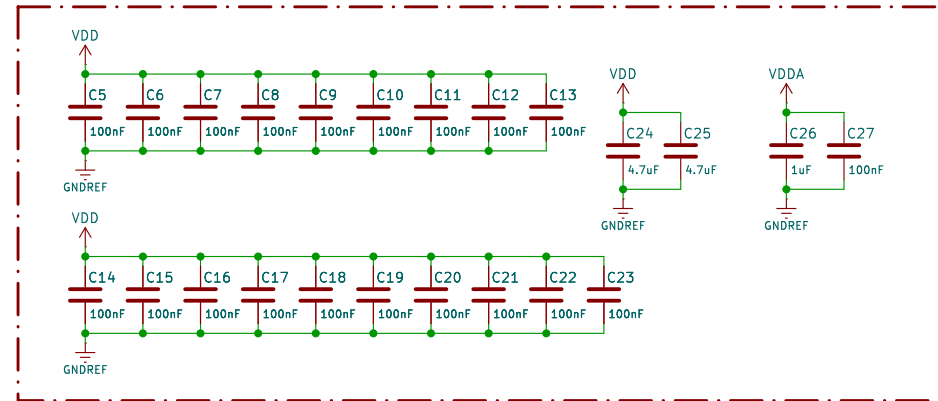 VDD
C5 C6 C7 C8 C9 C10 C11 C12 C13
100nF 100nF 100nF 100nF 100nF 100nF 100nF 100nF 100nF
GNDREF
VDD
C24 C25
4.7uF 4.7uF
GNDREF
VDDA
C26 C27
1uF 100nF
GNDREF
VDD
C14 C15 C16 C17 C18 C19 C20 C21 C22 C23
100nF 100nF 100nF 100nF 100nF 100nF 100nF 100nF 100nF 100nF
GNDREF